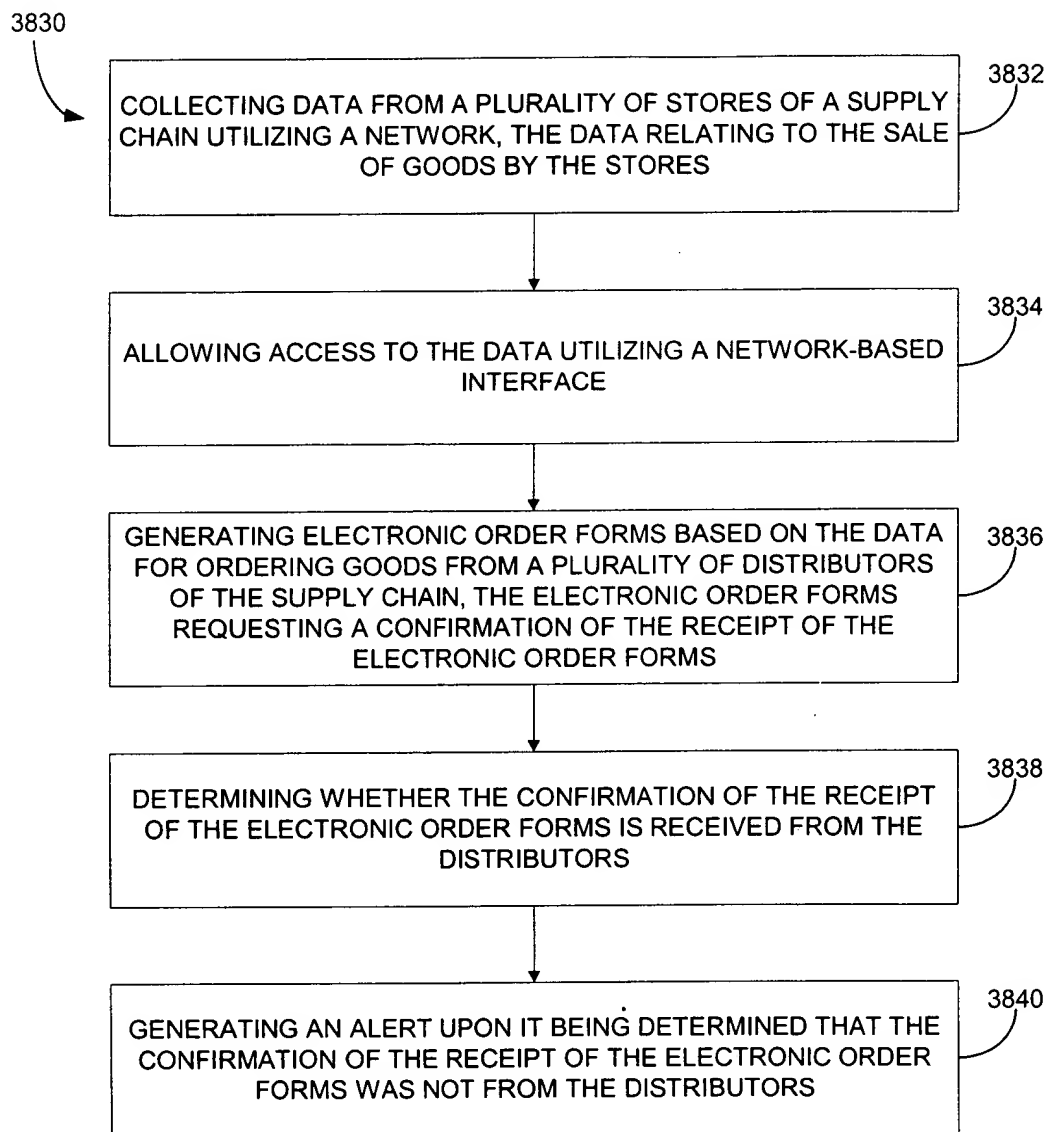 3830
3832
COLLECTING DATA FROM A PLURALITY OF STORES OF A SUPPLY
CHAIN UTILIZING A NETWORK, THE DATA RELATING TO THE SALE
OF GOODS BY THE STORES
3834
ALLOWING ACCESS TO THE DATA UTILIZING A NETWORK-BASED
INTERFACE
3836
GENERATING ELECTRONIC ORDER FORMS BASED ON THE DATA
FOR ORDERING GOODS FROM A PLURALITY OF DISTRIBUTORS
OF THE SUPPLY CHAIN, THE ELECTRONIC ORDER FORMS
REQUESTING A CONFIRMATION OF THE RECEIPT OF THE
ELECTRONIC ORDER FORMS
3838
DETERMINING WHETHER THE CONFIRMATION OF THE RECEIPT
OF THE ELECTRONIC ORDER FORMS IS RECEIVED FROM THE
DISTRIBUTORS
3840
GENERATING AN ALERT UPON IT BEING DETERMINED THAT THE
CONFIRMATION OF THE RECEIPT OF THE ELECTRONIC ORDER
FORMS WAS NOT FROM THE DISTRIBUTORS